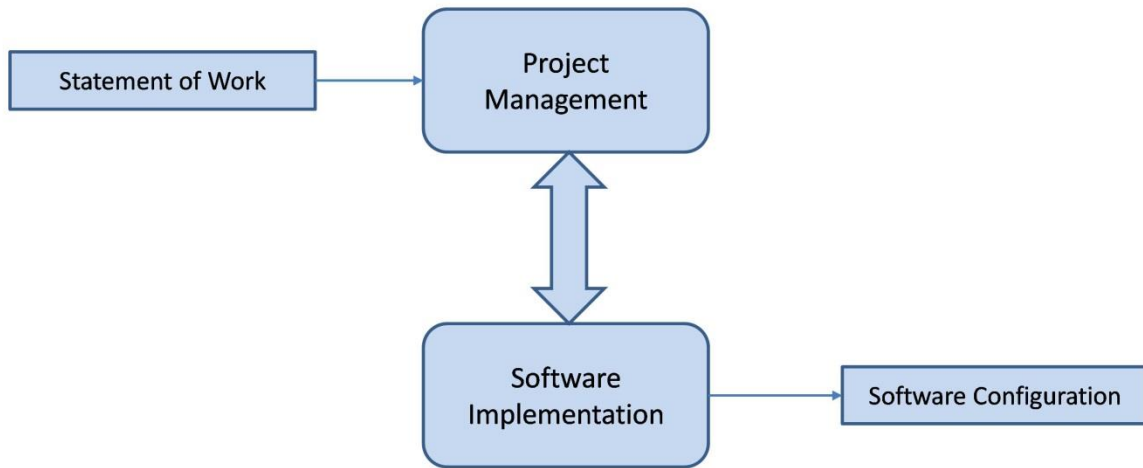 Statement of Work
Project
Management
Software
Implementation
Software Configuration